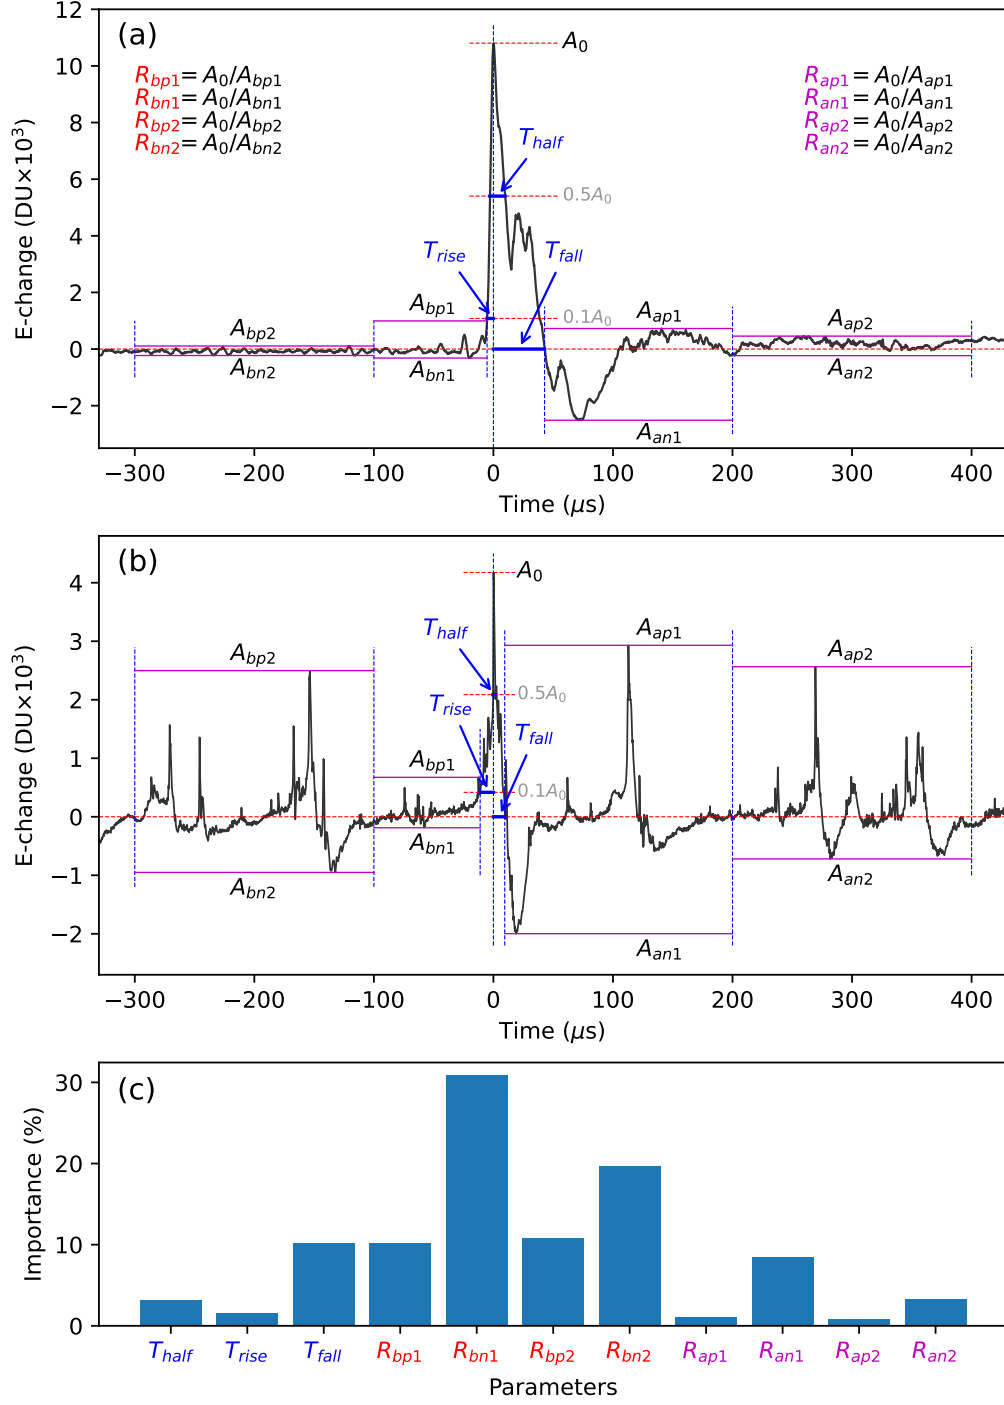 (a)
A0
Rbp1 = A0/Abp1
Rbn1 = A0/Abn1
Rbp2 = A0/Abp2
Rbn2 = A0/Abn2
Rap1 = A0/Aap1
Ran1 = A0/Aan1
Rap2 = A0/Aap2
Ran2 = A0/Aan2
Thalf
0.5A0
Trise
Tfall
0.1A0
Abp2
Abp1
Aap1
Aap2
Abn2
Abn1
Aan1
Aan2
12
10
8
6
4
2
0
−2
E-change (DU×10³)
−300 −200 −100 0 100 200 300 400
Time (μs)
(b)
A0
Thalf
0.5A0
Trise
Tfall
0.1A0
Abp2
Abp1
Aap1
Aap2
Abn2
Abn1
Aan1
Aan2
4
3
2
1
0
−1
−2
E-change (DU×10³)
−300 −200 −100 0 100 200 300 400
Time (μs)
(c)
30
20
10
0
Importance (%)
Thalf Trise Tfall Rbp1 Rbn1 Rbp2 Rbn2 Rap1 Ran1 Rap2 Ran2
Parameters